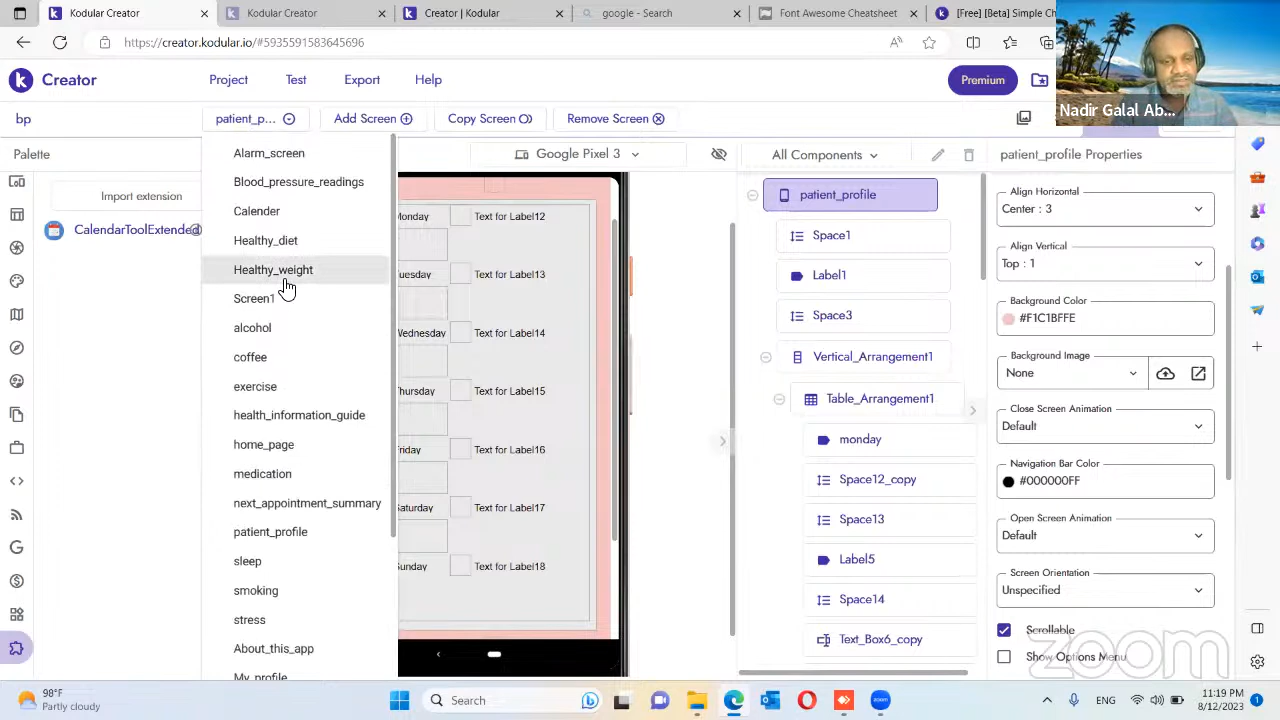 Creator | Kodular
Kodular Creator
Creator | Kodular
google - Search
Font Awesome Cheatsheet
[Free] [Beta] Simple Ch
https://creator.kodular.io/#5935591583645696
Nadir Galal Ab...
Creator
Project
Test
Export
Help
Premium
bp
patient_p...
Add Screen
Copy Screen
Remove Screen
Palette
Google Pixel 3
All Components
patient_profile Properties
Import extension
CalendarToolExtended
Alarm_screen
Blood_pressure_readings
Calender
Healthy_diet
Healthy_weight
Screen1
alcohol
coffee
exercise
health_information_guide
home_page
medication
next_appointment_summary
patient_profile
sleep
smoking
stress
About_this_app
My_profile
Monday Text for Label12
Tuesday Text for Label13
Wednesday Text for Label14
Thursday Text for Label15
Friday Text for Label16
Saturday Text for Label17
Sunday Text for Label18
patient_profile
Space1
Label1
Space3
Vertical_Arrangement1
Table_Arrangement1
monday
Space12_copy
Space13
Label5
Space14
Text_Box6_copy
Align Horizontal
Center : 3
Align Vertical
Top : 1
Background Color
#F1C1BFFE
Background Image
None
Close Screen Animation
Default
Navigation Bar Color
#000000FF
Open Screen Animation
Default
Screen Orientation
Unspecified
Scrollable
Show Options Menu
zoom
98°F
Partly cloudy
Search
ENG
11:19 PM
8/12/2023
1